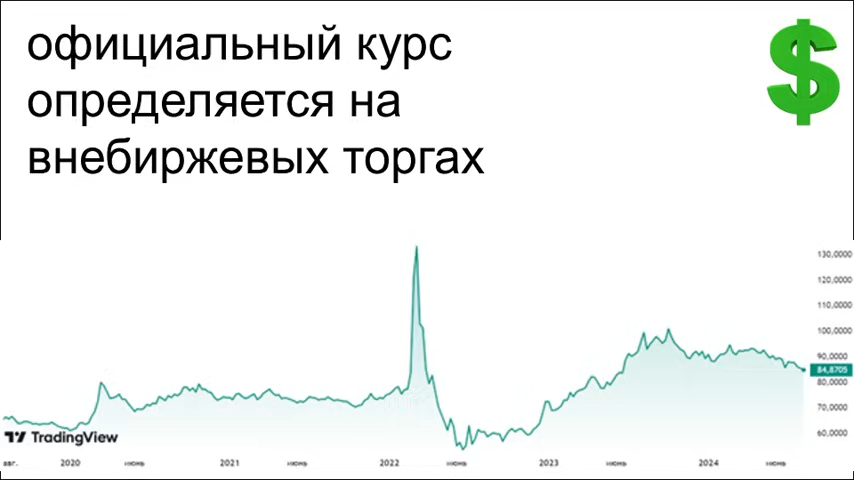 официальный курс
определяется на
внебиржевых торгах
$
130,0000
120,0000
110,0000
100,0000
90,0000
84,8705
80,0000
70,0000
60,0000
TradingView
авг. 2020 июнь 2021 июнь 2022 июнь 2023 июнь 2024 июнь